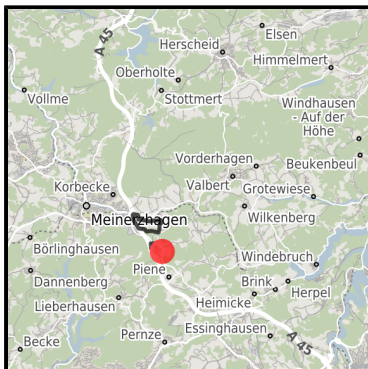 Elsen
A 45
Herscheid
Himmelmert
Oberholte
Vollme
Stottmert
Windhausen
- Auf der
Höhe
Vorderhagen
Beukenbeul
Valbert
Grotewiese
Korbecke
Meinerzhagen
Wilkenberg
Börlinghausen
Windebruch
Piene
Dannenberg
Brink
Herpel
Lieberhausen
Heimicke
Essinghausen
Pernze
A 45
Becke